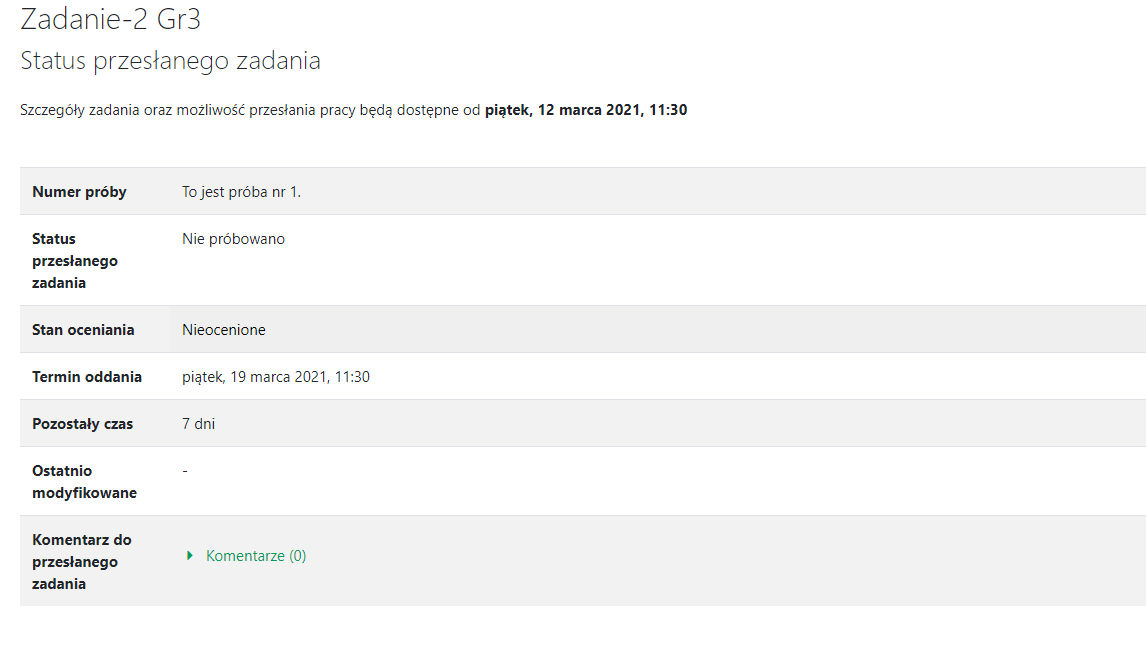 Zadanie-2 Gr3
Status przesłanego zadania
Szczegóły zadania oraz możliwość przesłania pracy będą dostępne od piątek, 12 marca 2021, 11:30
Numer próby To jest próba nr 1.
Status przesłanego zadania Nie próbowano
Stan oceniania Nieocenione
Termin oddania piątek, 19 marca 2021, 11:30
Pozostały czas 7 dni
Ostatnio modyfikowane -
Komentarz do przesłanego zadania Komentarze (0)